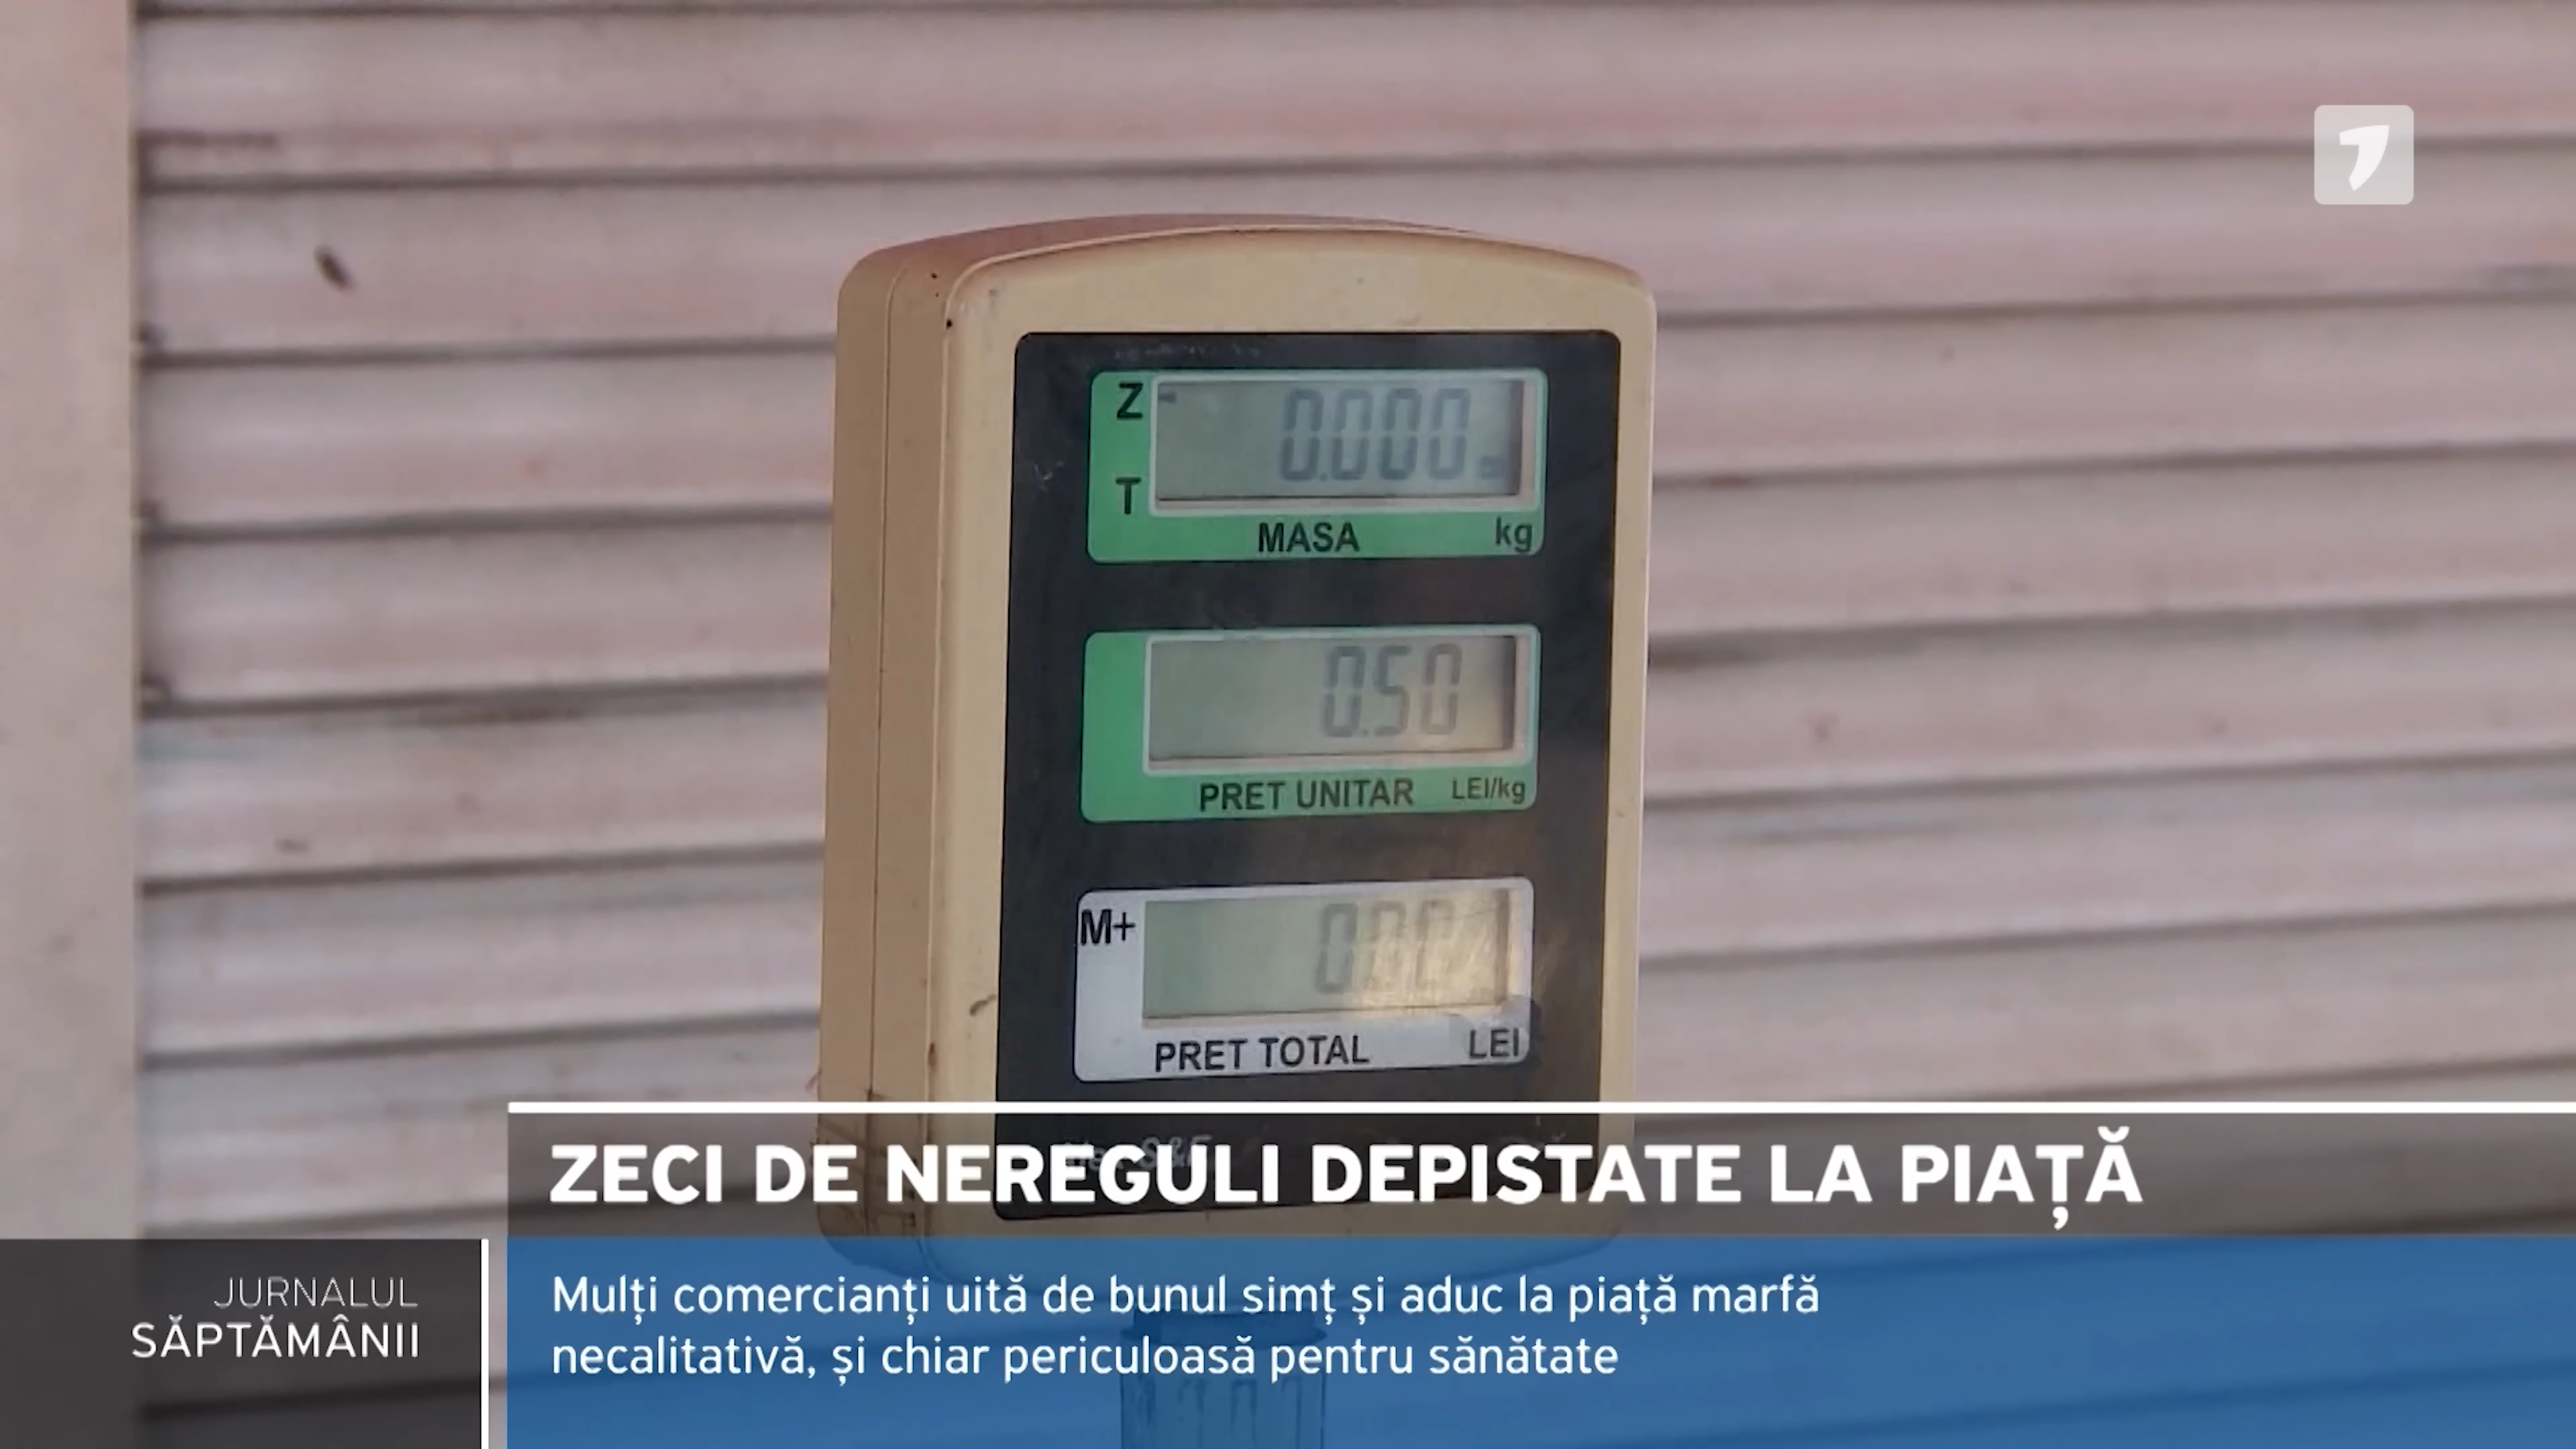 Z
0.000
T
MASA kg
0.50
PRET UNITAR LEI/kg
M+
PRET TOTAL LEI
ZECI DE NEREGULI DEPISTATE LA PIAȚĂ
JURNALUL
SĂPTĂMÂNII
Mulți comercianți uită de bunul simț și aduc la piață marfă
necalitativă, și chiar periculoasă pentru sănătate